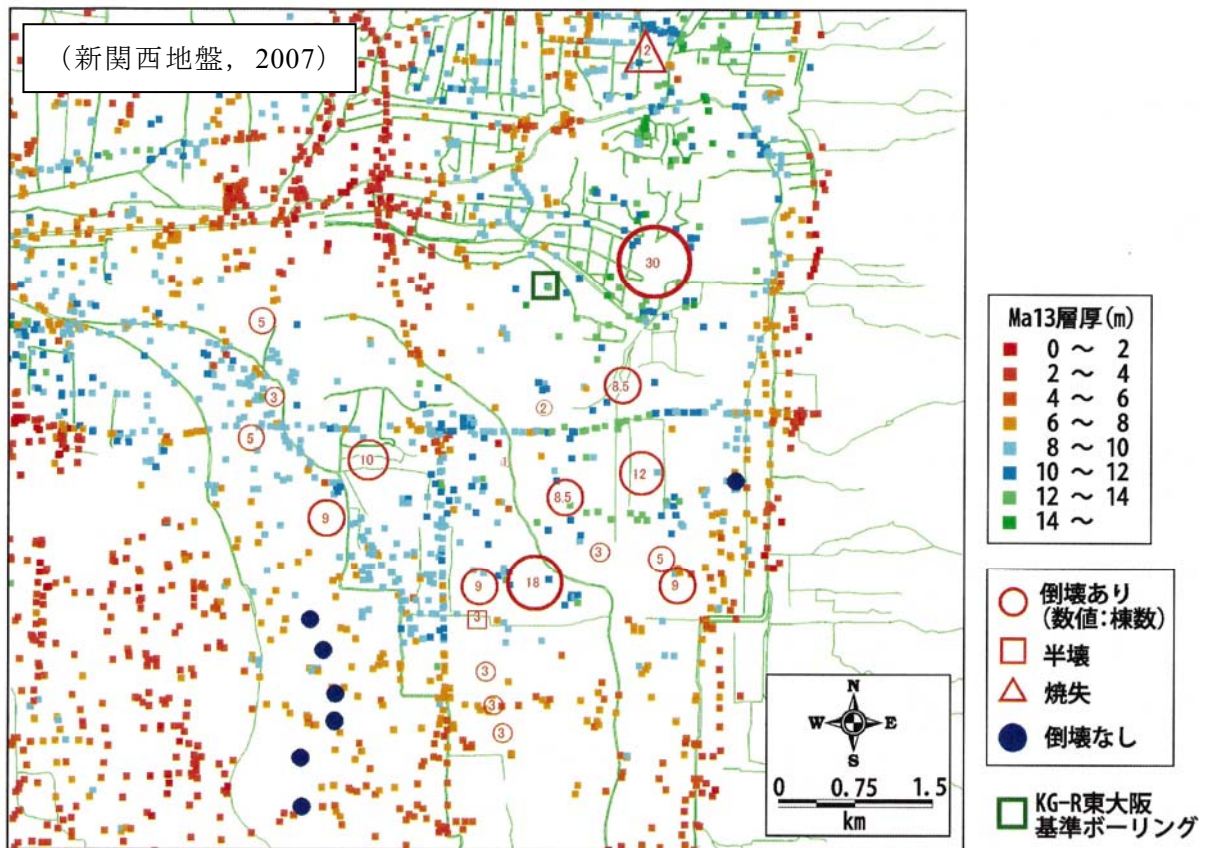 （新関西地盤, 2007）
2
30
5
8.5
3
2
5
10
1
12
8.5
9
3
5
9
18
9
3
3
3
3
N
W E
S
0 0.75 1.5
km
Ma13層厚(m)
0 ～ 2
2 ～ 4
4 ～ 6
6 ～ 8
8 ～ 10
10 ～ 12
12 ～ 14
14 ～
倒壊あり
(数値:棟数)
半壊
焼失
倒壊なし
KG-R東大阪
基準ボーリング